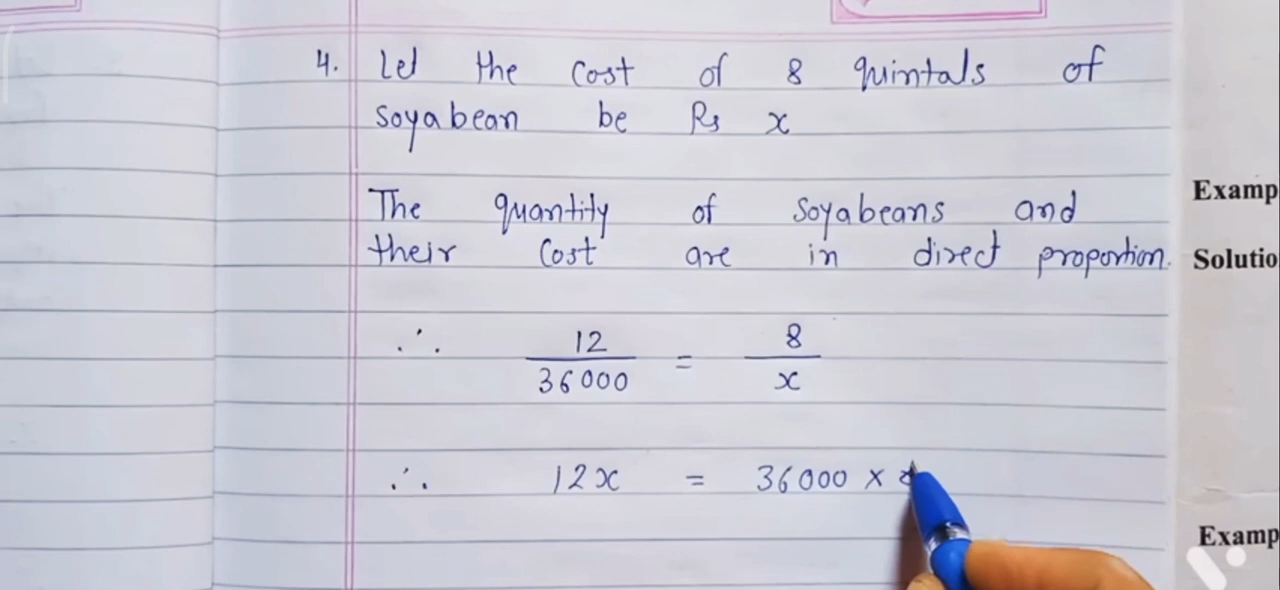 4. Let the cost of 8 quintals of
soyabean be Rs x
The quantity of soyabeans and
their cost are in direct proportion.
∴ 12/36000 = 8/x
∴ 12x = 36000 ×
Examp
Solutio
Examp